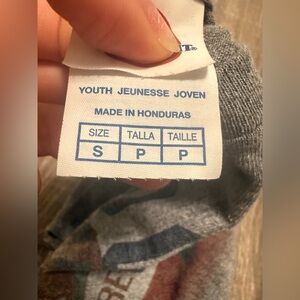 YOUTH JEUNESSE JOVEN
MADE IN HONDURAS
SIZE TALLA TAILLE
S P P